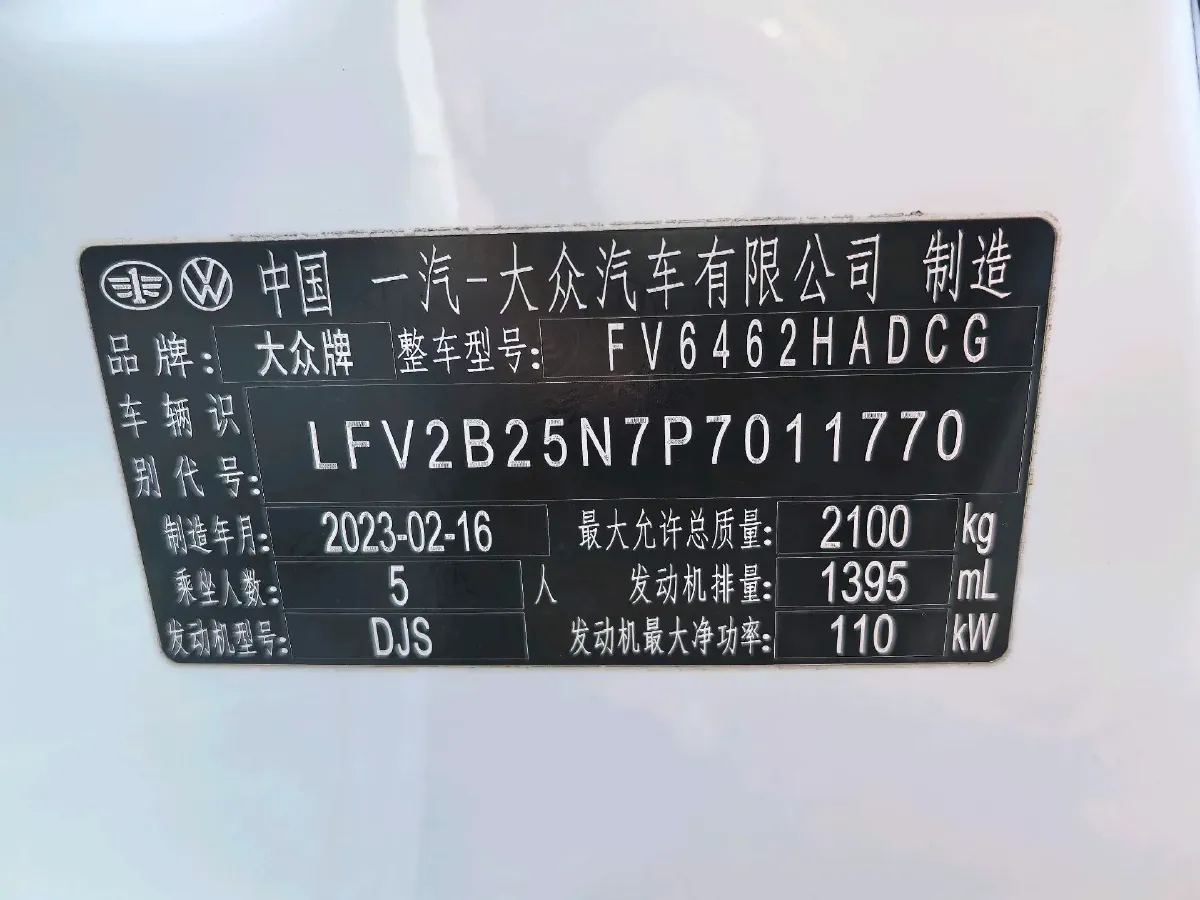 中国 一汽-大众汽车有限公司 制造
品牌: 大众牌 整车型号: FV6462HADCG
车辆识
别代号: LFV2B25N7P7011770
制造年月: 2023-02-16 最大允许总质量: 2100 kg
乘坐人数: 5 人 发动机排量: 1395 mL
发动机型号: DJS 发动机最大净功率: 110 kW